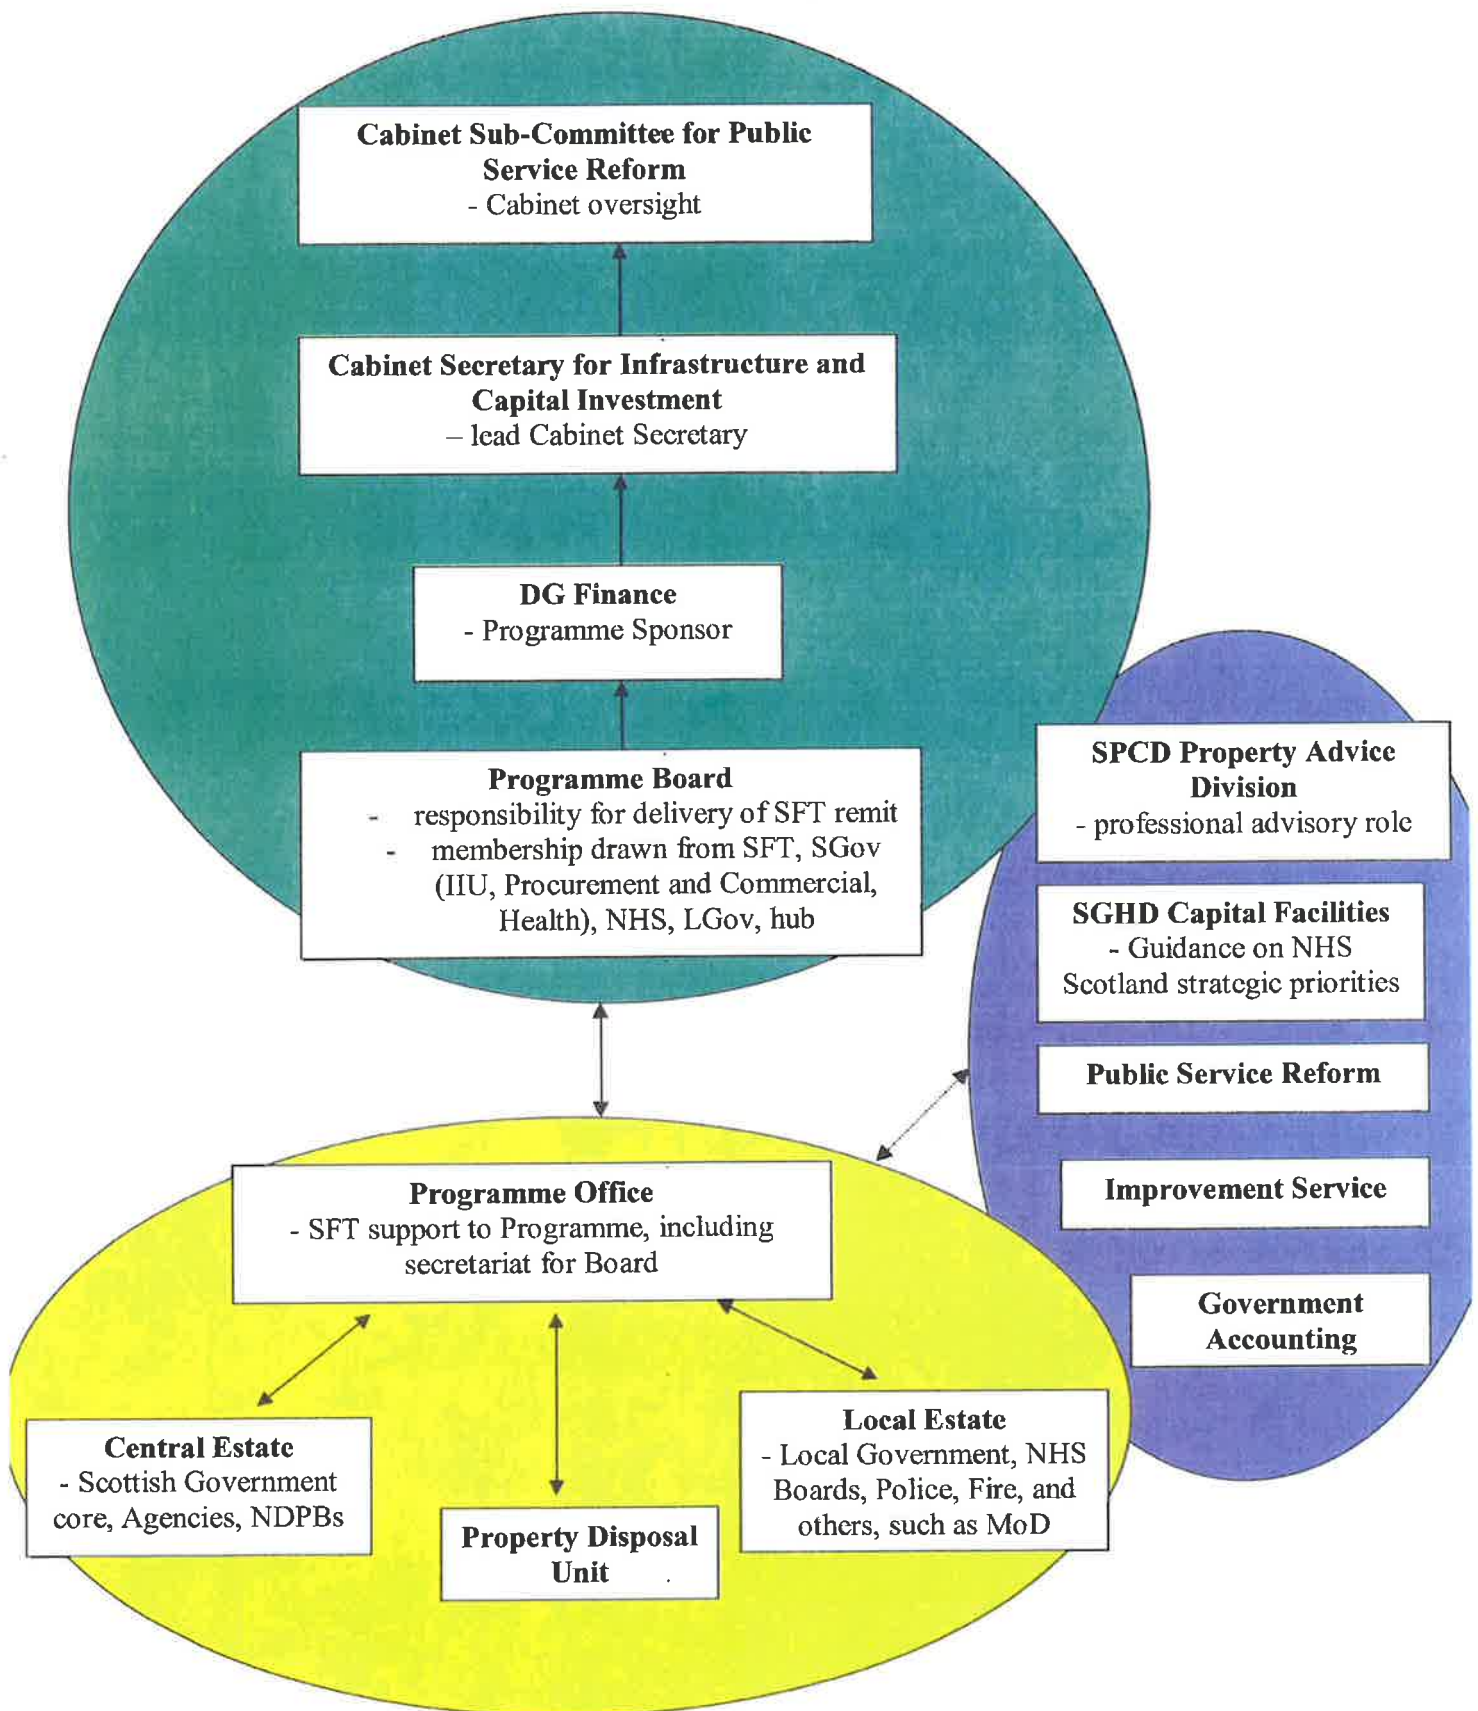 Cabinet Sub-Committee for Public
Service Reform
- Cabinet oversight
Cabinet Secretary for Infrastructure and
Capital Investment
– lead Cabinet Secretary
DG Finance
- Programme Sponsor
Programme Board
- responsibility for delivery of SFT remit
- membership drawn from SFT, SGov
(IIU, Procurement and Commercial,
Health), NHS, LGov, hub
SPCD Property Advice
Division
- professional advisory role
SGHD Capital Facilities
- Guidance on NHS
Scotland strategic priorities
Public Service Reform
Improvement Service
Government
Accounting
Programme Office
- SFT support to Programme, including
secretariat for Board
Central Estate
- Scottish Government
core, Agencies, NDPBs
Property Disposal
Unit
Local Estate
- Local Government, NHS
Boards, Police, Fire, and
others, such as MoD